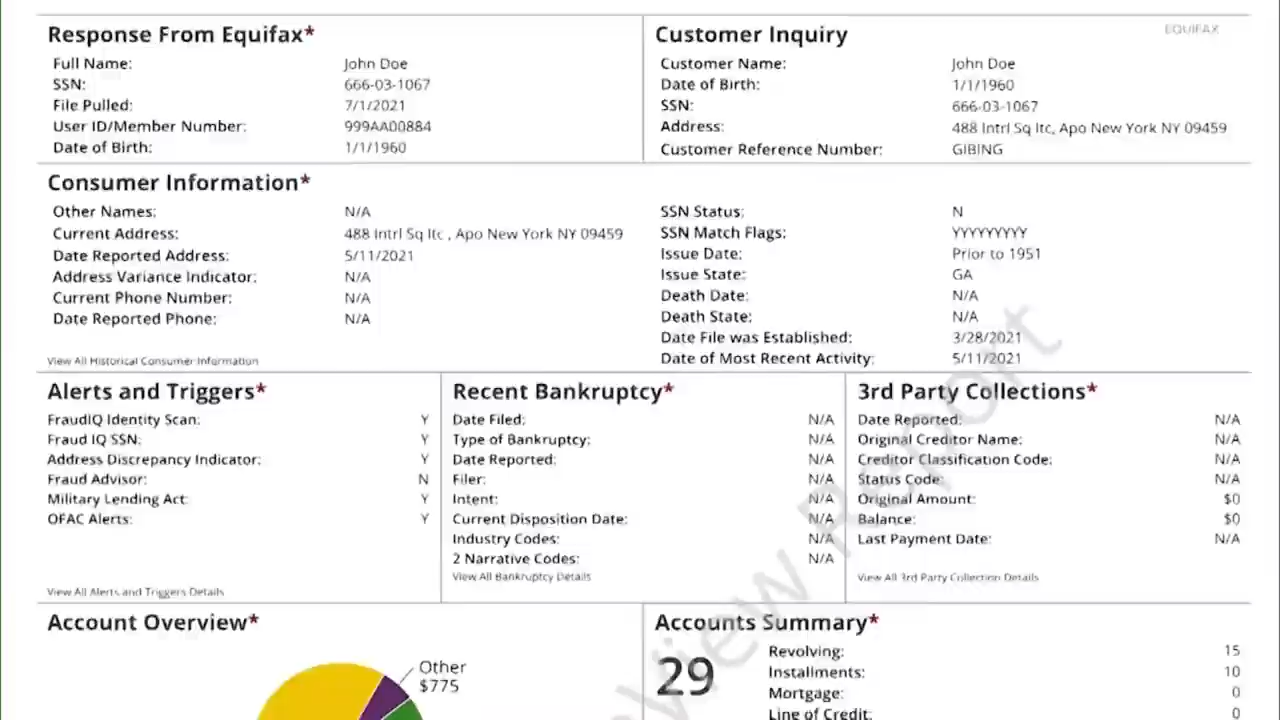 EQUIFAX
Response From Equifax*
Full Name: John Doe
SSN: 666-03-1067
File Pulled: 7/1/2021
User ID/Member Number: 999AA00884
Date of Birth: 1/1/1960
Customer Inquiry
Customer Name: John Doe
Date of Birth: 1/1/1960
SSN: 666-03-1067
Address: 488 Intrl Sq Itc, Apo New York NY 09459
Customer Reference Number: GIBING
Consumer Information*
Other Names: N/A
Current Address: 488 Intrl Sq Itc , Apo New York NY 09459
Date Reported Address: 5/11/2021
Address Variance Indicator: N/A
Current Phone Number: N/A
Date Reported Phone: N/A
View All Historical Consumer Information
SSN Status: N
SSN Match Flags: YYYYYYYYY
Issue Date: Prior to 1951
Issue State: GA
Death Date: N/A
Death State: N/A
Date File was Established: 3/28/2021
Date of Most Recent Activity: 5/11/2021
Alerts and Triggers*
FraudIQ Identity Scan: Y
Fraud IQ SSN: Y
Address Discrepancy Indicator: Y
Fraud Advisor: N
Military Lending Act: Y
OFAC Alerts: Y
View All Alerts and Triggers Details
Recent Bankruptcy*
Date Filed: N/A
Type of Bankruptcy: N/A
Date Reported: N/A
Filer: N/A
Intent: N/A
Current Disposition Date: N/A
Industry Codes: N/A
2 Narrative Codes: N/A
View All Bankruptcy Details
3rd Party Collections*
Date Reported: N/A
Original Creditor Name: N/A
Creditor Classification Code: N/A
Status Code: N/A
Original Amount: $0
Balance: $0
Last Payment Date: N/A
View All 3rd Party Collection Details
Account Overview*
Other
$775
Accounts Summary*
29
Revolving: 15
Installments: 10
Mortgage: 0
Line of Credit: 0
View Report